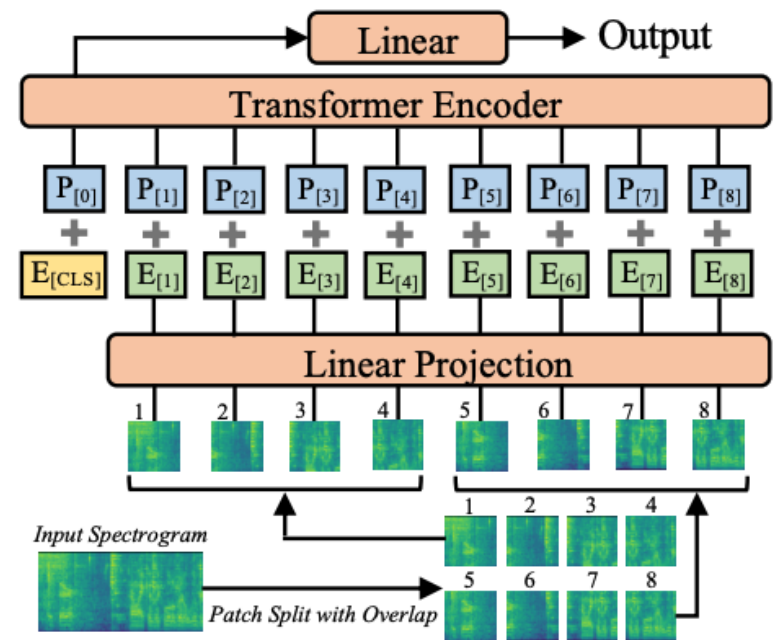 Linear Output
Transformer Encoder
P[0] P[1] P[2] P[3] P[4] P[5] P[6] P[7] P[8]
+ + + + + + + + +
E[CLS] E[1] E[2] E[3] E[4] E[5] E[6] E[7] E[8]
Linear Projection
1 2 3 4 5 6 7 8
1 2 3 4
Input Spectrogram
5 6 7 8
Patch Split with Overlap